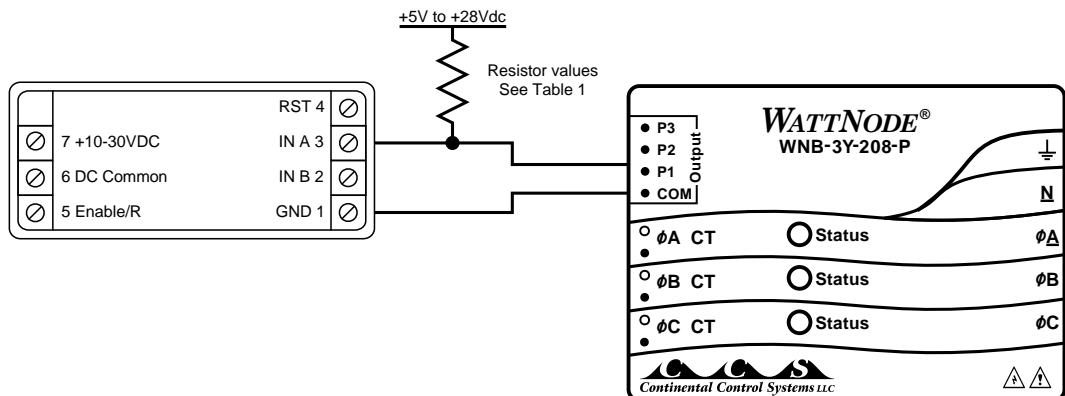 +5V to +28Vdc
Resistor values
See Table 1
RST 4
7 +10-30VDC
IN A 3
6 DC Common
IN B 2
5 Enable/R
GND 1
P3
P2
P1
COM
Output
WATTNODE®
WNB-3Y-208-P
N
ϕA CT
Status
ϕA
ϕB CT
Status
ϕB
ϕC CT
Status
ϕC
CCS
Continental Control Systems LLC